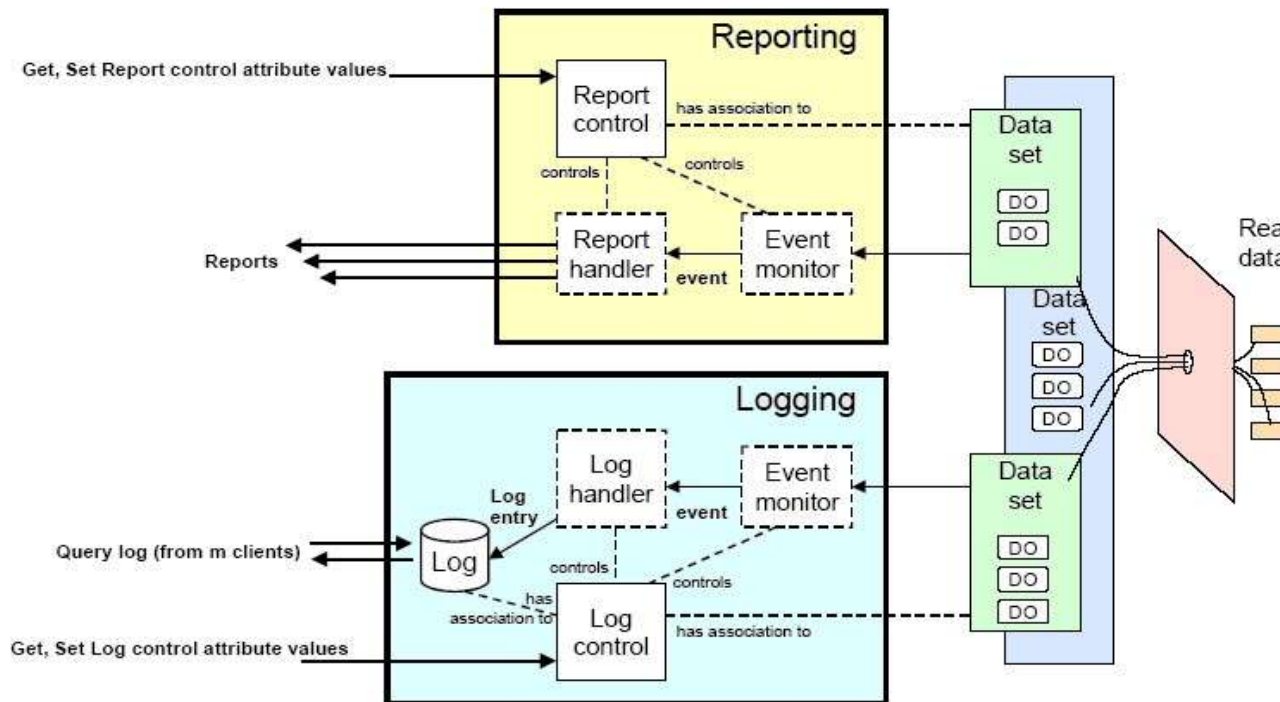 Reporting
Get, Set Report control attribute values
Report
control
has association to
controls
controls
Reports
Report
handler
event
Event
monitor
Data
set
DO
DO
Data
set
DO
DO
DO
Logging
Log
handler
event
Event
monitor
Log
entry
Query log (from m clients)
Log
controls
controls
has
association to
Log
control
has association to
Get, Set Log control attribute values
Data
set
DO
DO
DO
Rea
data